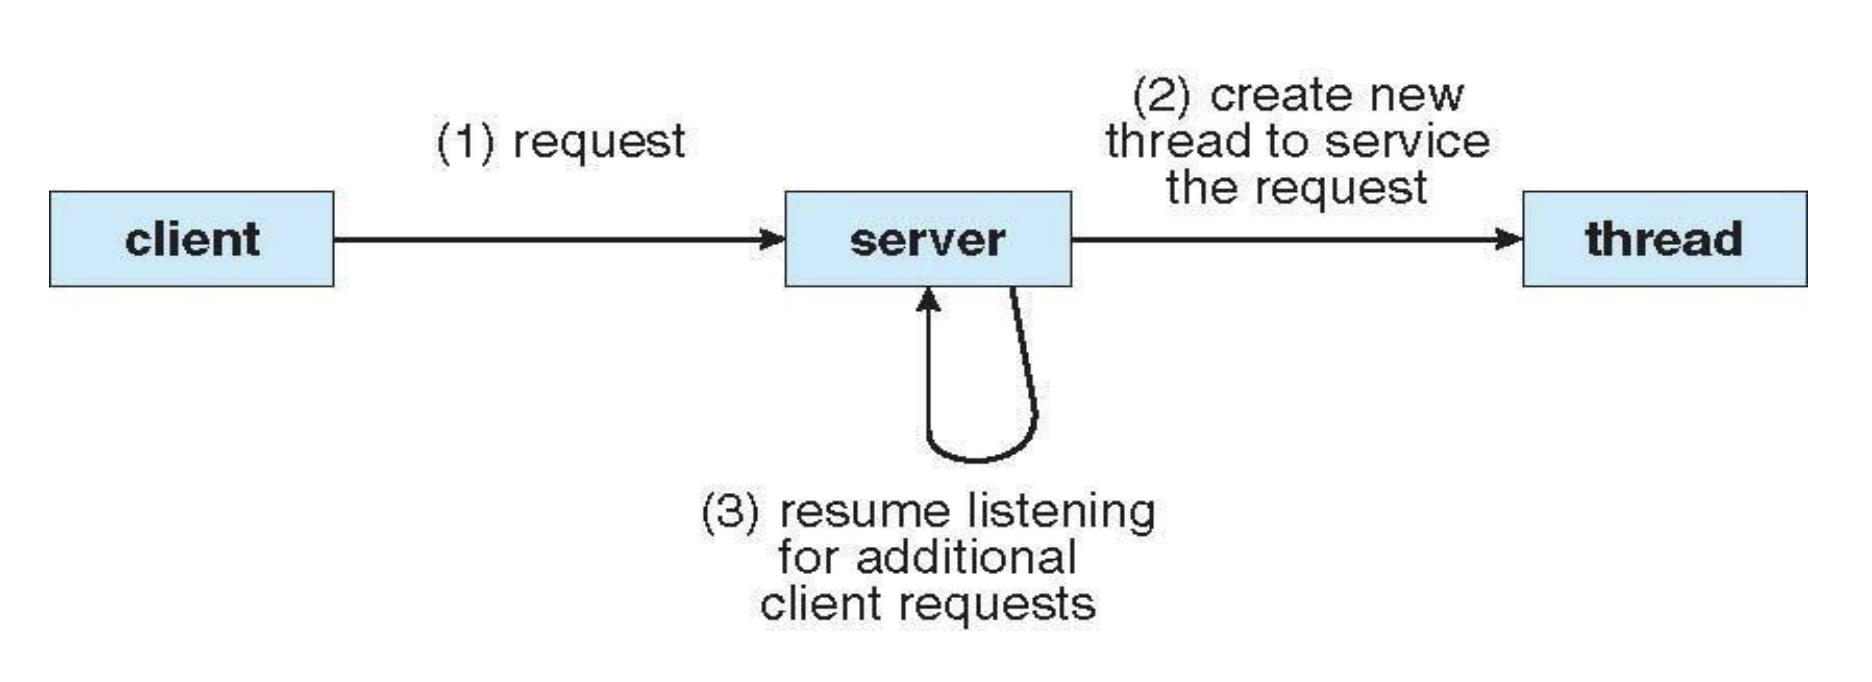 (1) request
(2) create new
thread to service
the request
client
server
thread
(3) resume listening
for additional
client requests